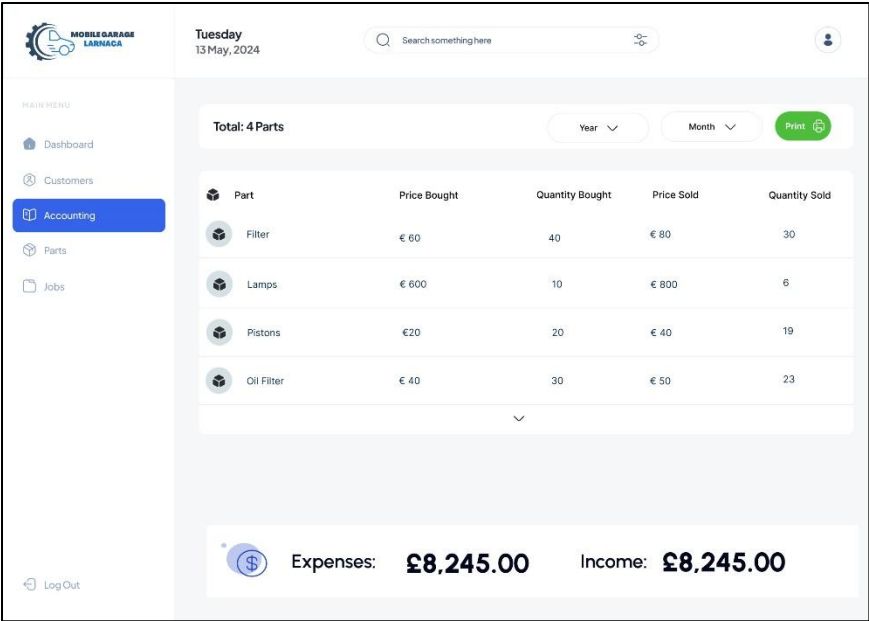 MOBILE GARAGE
LARNACA
Tuesday
13 May, 2024
Search something here
MAIN MENU
Dashboard
Customers
Accounting
Parts
Jobs
Log Out
Total: 4 Parts
Year
Month
Print
Part Price Bought Quantity Bought Price Sold Quantity Sold
Filter € 60 40 € 80 30
Lamps € 600 10 € 800 6
Pistons €20 20 € 40 19
Oil Filter € 40 30 € 50 23
Expenses: £8,245.00 Income: £8,245.00